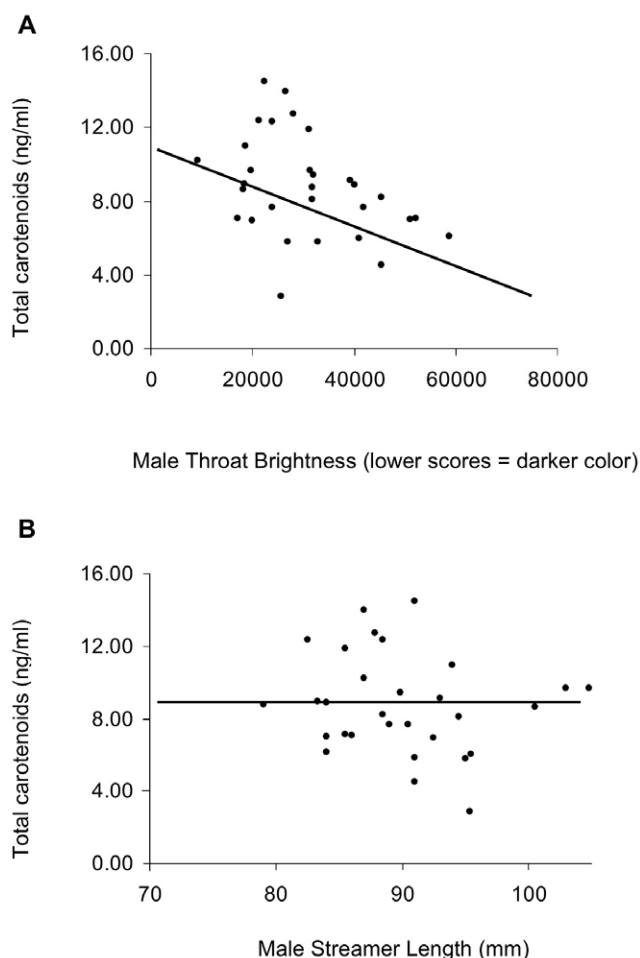 A
16.00
12.00
8.00
4.00
0.00
Total carotenoids (ng/ml)
0 20000 40000 60000 80000
Male Throat Brightness (lower scores = darker color)
B
16.00
12.00
8.00
4.00
0.00
Total carotenoids (ng/ml)
70 80 90 100
Male Streamer Length (mm)